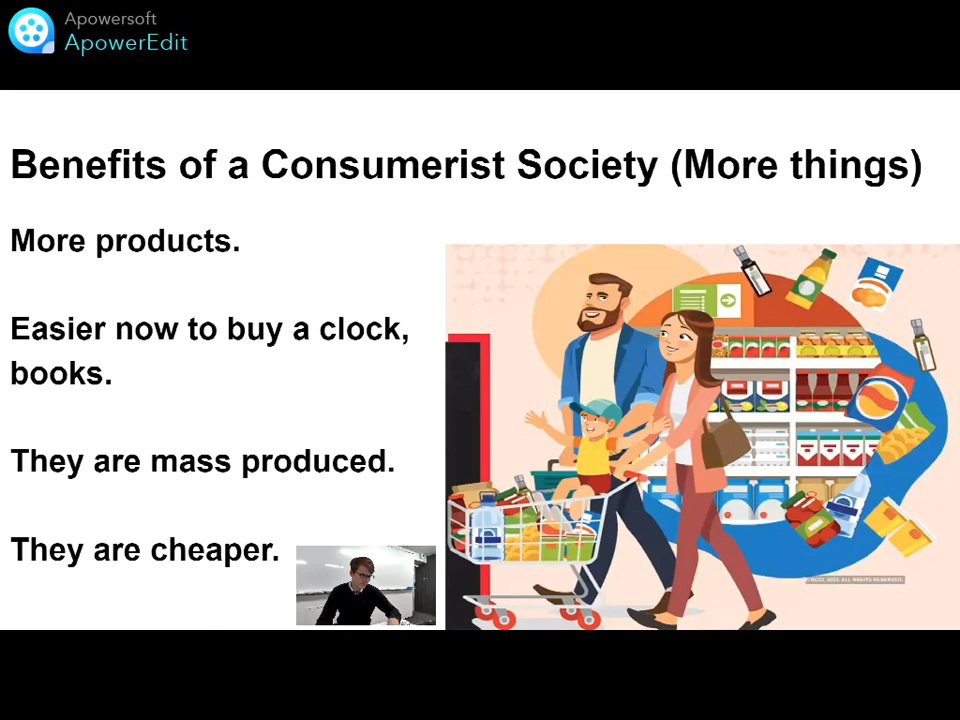 Apowersoft
ApowerEdit
Benefits of a Consumerist Society (More things)
More products.
Easier now to buy a clock,
books.
They are mass produced.
They are cheaper.